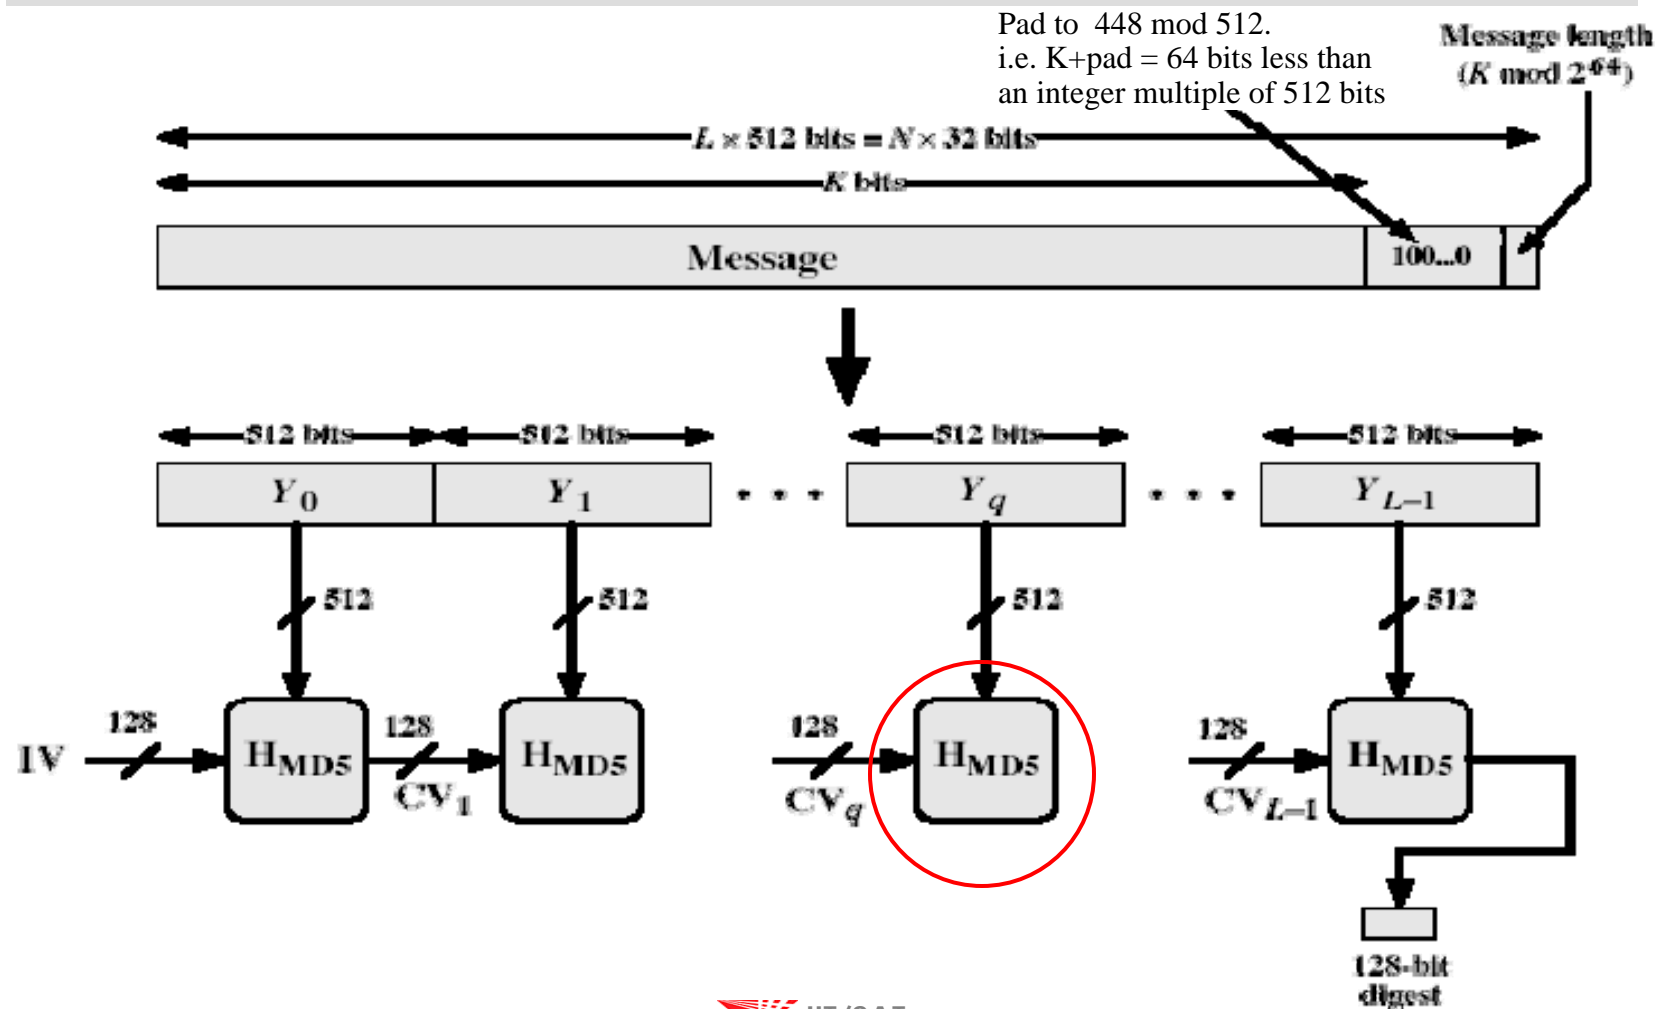 Pad to 448 mod 512.
i.e. K+pad = 64 bits less than
an integer multiple of 512 bits
Message length
(K mod 2^64)
L × 512 bits = N × 32 bits
K bits
Message
100...0
512 bits
512 bits
512 bits
512 bits
Y0
Y1
. . .
Yq
. . .
YL–1
512
512
512
512
128
128
128
128
IV
HMD5
HMD5
HMD5
HMD5
CV1
CVq
CVL–1
128-bit
digest